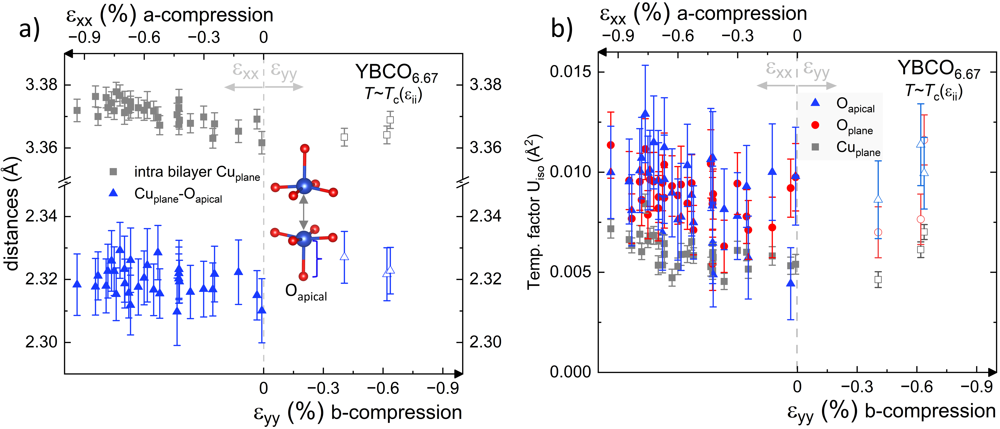 a)
εxx (%) a-compression
−0.9 −0.6 −0.3 0
εxx εyy
YBCO6.67
T~Tc(εii)
distances (Å)
3.38
3.36
2.34
2.32
2.30
3.38
3.36
2.34
2.32
2.30
intra bilayer Cuplane
Cuplane-Oapical
Oapical
0 −0.3 −0.6 −0.9
εyy (%) b-compression
b)
εxx (%) a-compression
−0.9 −0.6 −0.3 0
εxx εyy
YBCO6.67
T~Tc(εii)
Oapical
Oplane
Cuplane
Temp. factor Uiso (Å2)
0.015
0.010
0.005
0.000
0 −0.3 −0.6 −0.9
εyy (%) b-compression